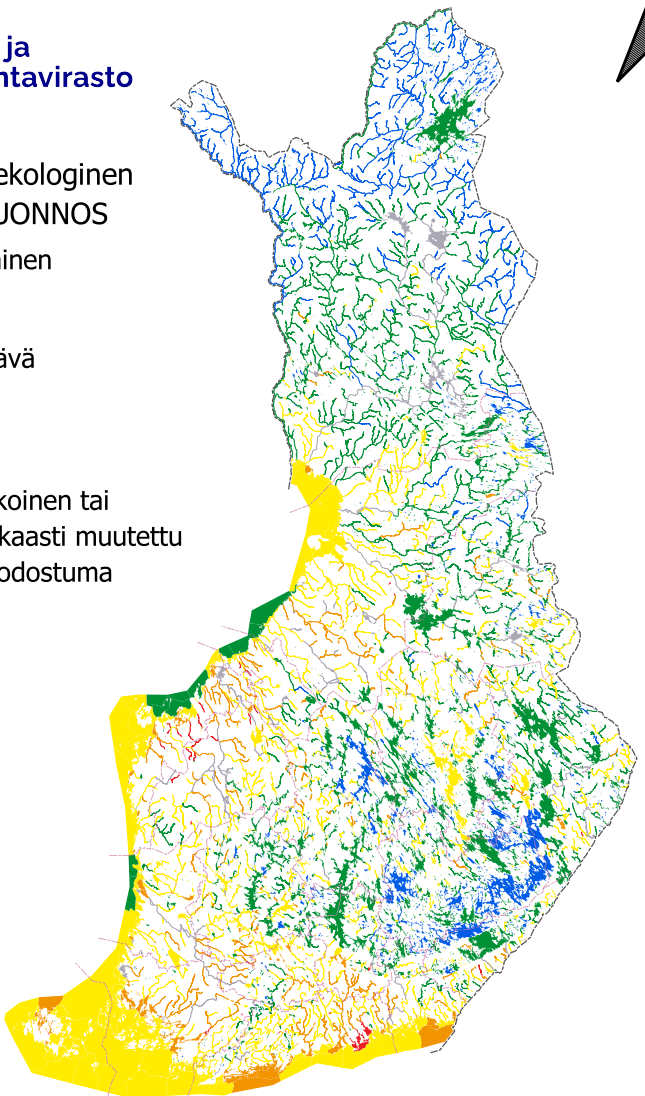 ja
ntavirasto
ekologinen
UONNOS
inen
ävä
koinen tai
kaasti muutettu
odostuma